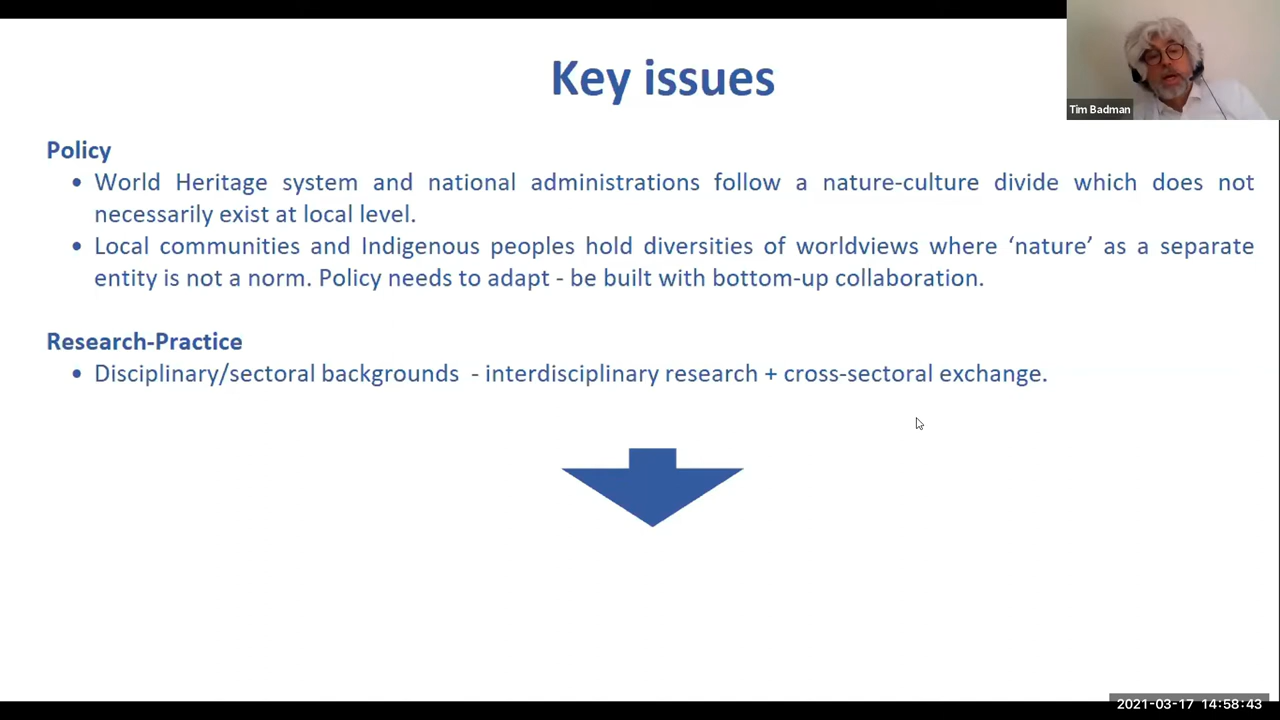 Key issues
Tim Badman
Policy
• World Heritage system and national administrations follow a nature-culture divide which does not
necessarily exist at local level.
• Local communities and Indigenous peoples hold diversities of worldviews where ‘nature’ as a separate
entity is not a norm. Policy needs to adapt - be built with bottom-up collaboration.
Research-Practice
• Disciplinary/sectoral backgrounds - interdisciplinary research + cross-sectoral exchange.
2021-03-17 14:58:43